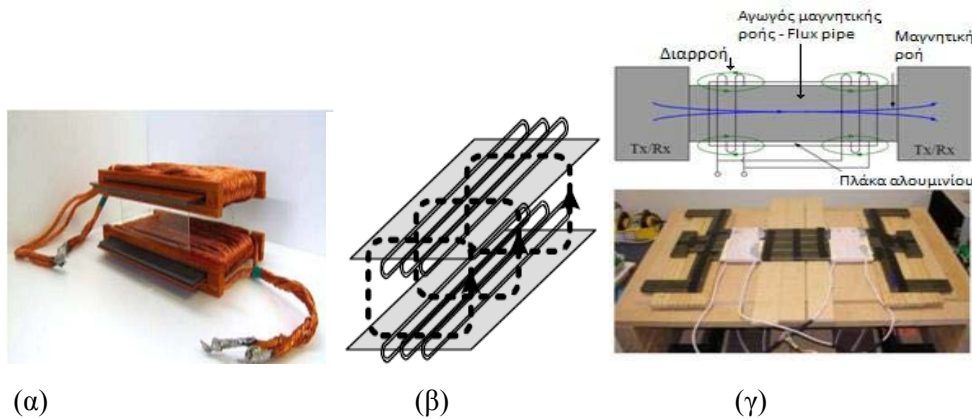 Αγωγός μαγνητικής
ροής - Flux pipe
Μαγνητική
ροή
Διαρροή
Tx/Rx
Tx/Rx
Πλάκα αλουμινίου
(α)
(β)
(γ)